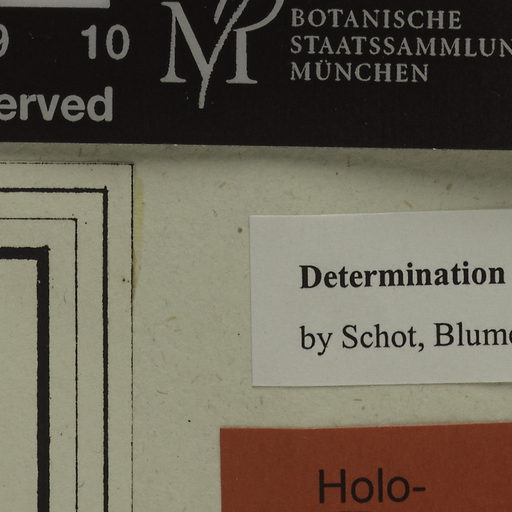 9 10
erved
BOTANISCHE
STAATSSAMMLUN
MÜNCHEN
Determination
by Schot, Blume
Holo-